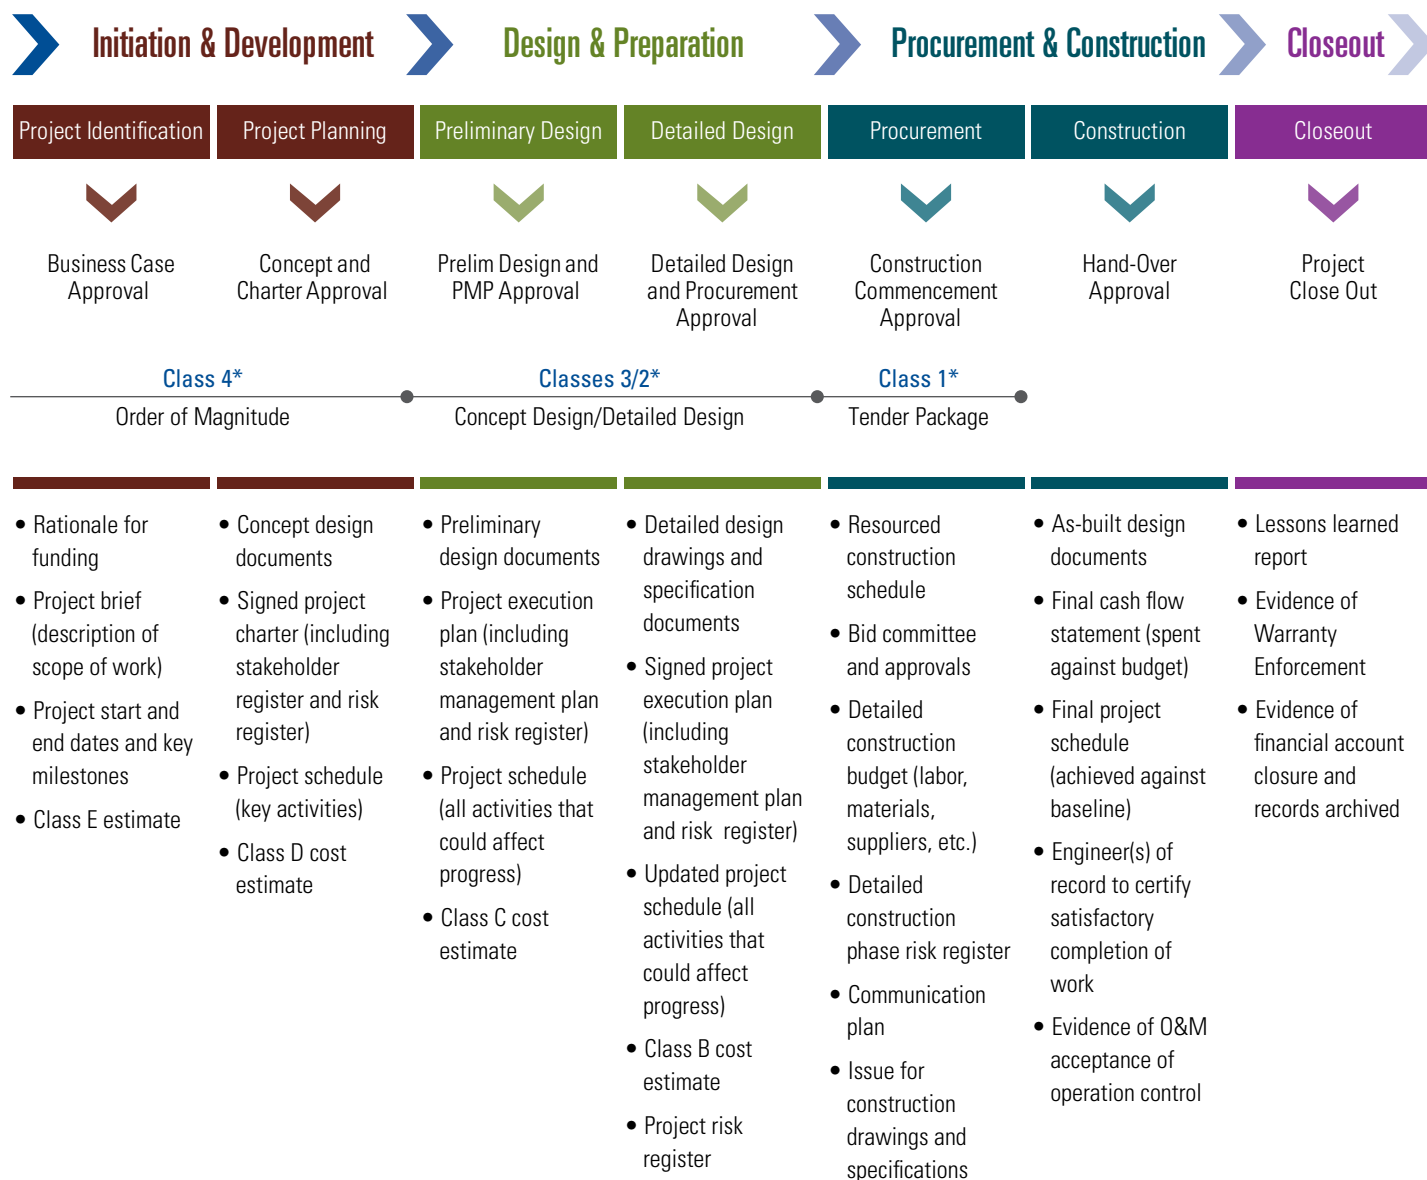 Initiation & Development
Design & Preparation
Procurement & Construction
Closeout
Project Identification
Project Planning
Preliminary Design
Detailed Design
Procurement
Construction
Closeout
Business Case
Approval
Concept and
Charter Approval
Prelim Design and
PMP Approval
Detailed Design
and Procurement
Approval
Construction
Commencement
Approval
Hand-Over
Approval
Project
Close Out
Class 4*
Order of Magnitude
Classes 3/2*
Concept Design/Detailed Design
Class 1*
Tender Package
• Rationale for
funding
• Project brief
(description of
scope of work)
• Project start and
end dates and key
milestones
• Class E estimate
• Concept design
documents
• Signed project
charter (including
stakeholder
register and risk
register)
• Project schedule
(key activities)
• Class D cost
estimate
• Preliminary
design documents
• Project execution
plan (including
stakeholder
management plan
and risk register)
• Project schedule
(all activities that
could affect
progress)
• Class C cost
estimate
• Detailed design
drawings and
specification
documents
• Signed project
execution plan
(including
stakeholder
management plan
and risk register)
• Updated project
schedule (all
activities that
could affect
progress)
• Class B cost
estimate
• Project risk
register
• Resourced
construction
schedule
• Bid committee
and approvals
• Detailed
construction
budget (labor,
materials,
suppliers, etc.)
• Detailed
construction
phase risk register
• Communication
plan
• Issue for
construction
drawings and
specifications
• As-built design
documents
• Final cash flow
statement (spent
against budget)
• Final project
schedule
(achieved against
baseline)
• Engineer(s) of
record to certify
satisfactory
completion of
work
• Evidence of O&M
acceptance of
operation control
• Lessons learned
report
• Evidence of
Warranty
Enforcement
• Evidence of
financial account
closure and
records archived